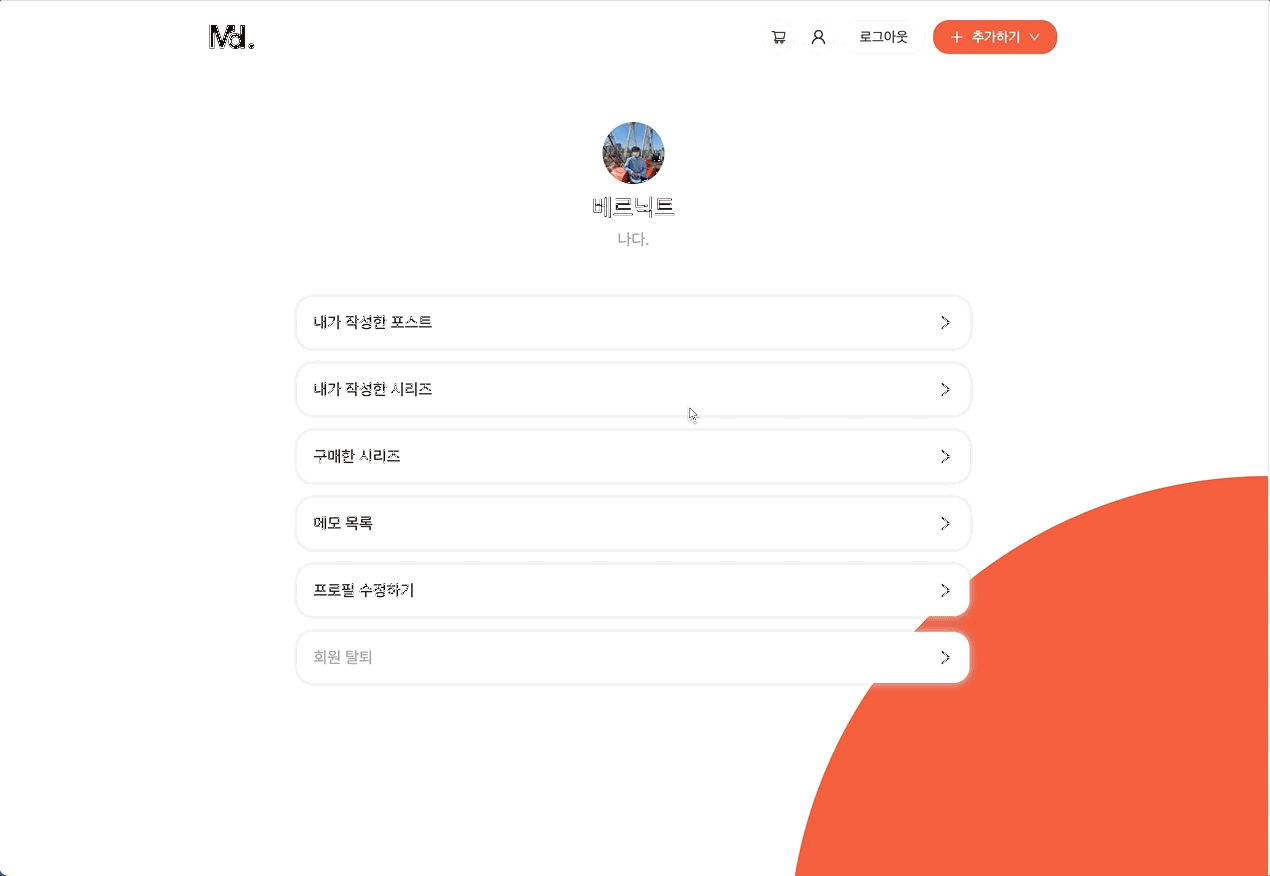 Md.
로그아웃
추가하기
베르닉트
나다.
내가 작성한 포스트
내가 작성한 시리즈
구매한 시리즈
메모 목록
프로필 수정하기
회원 탈퇴